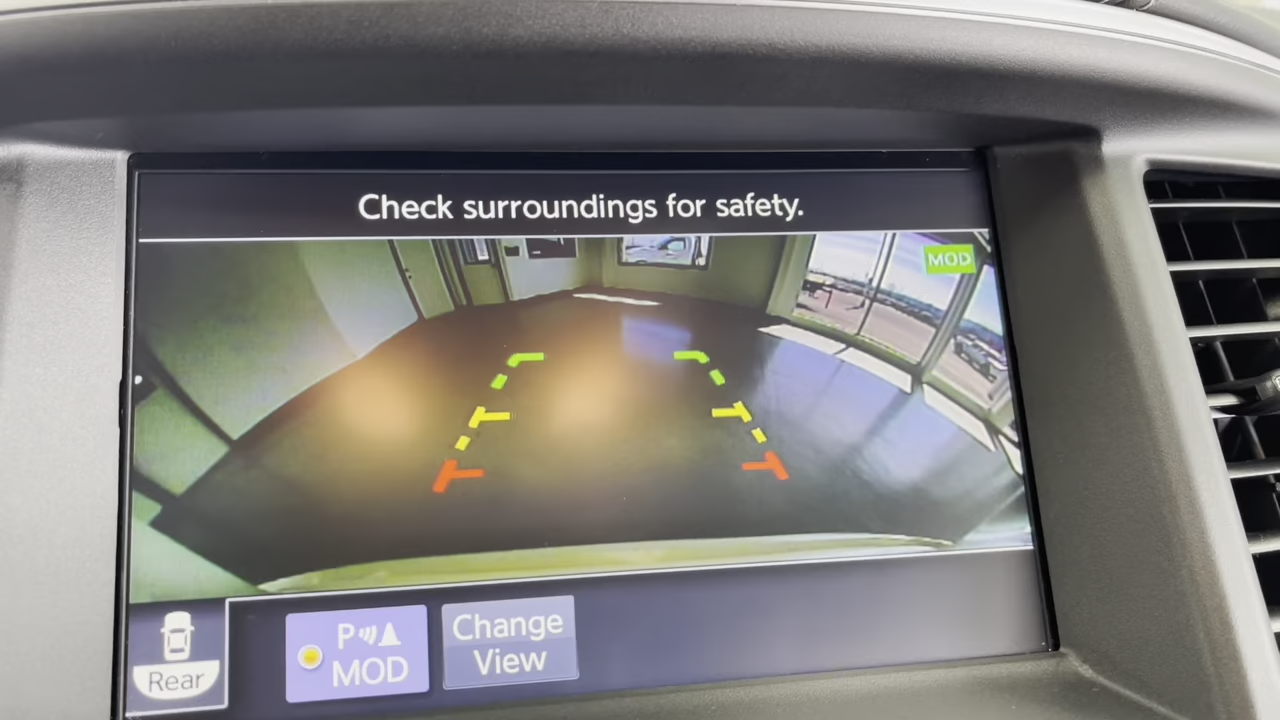 Check surroundings for safety.
MOD
Rear
P
MOD
Change
View